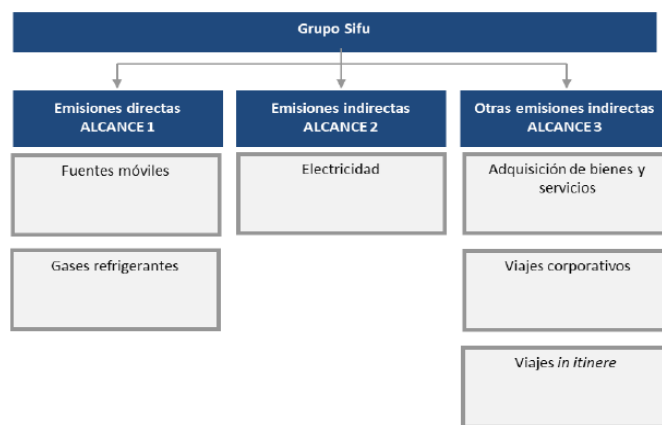 Grupo Sifu
Emisiones directas
ALCANCE 1
Emisiones indirectas
ALCANCE 2
Otras emisiones indirectas
ALCANCE 3
Fuentes móviles
Electricidad
Adquisición de bienes y
servicios
Gases refrigerantes
Viajes corporativos
Viajes in itinere